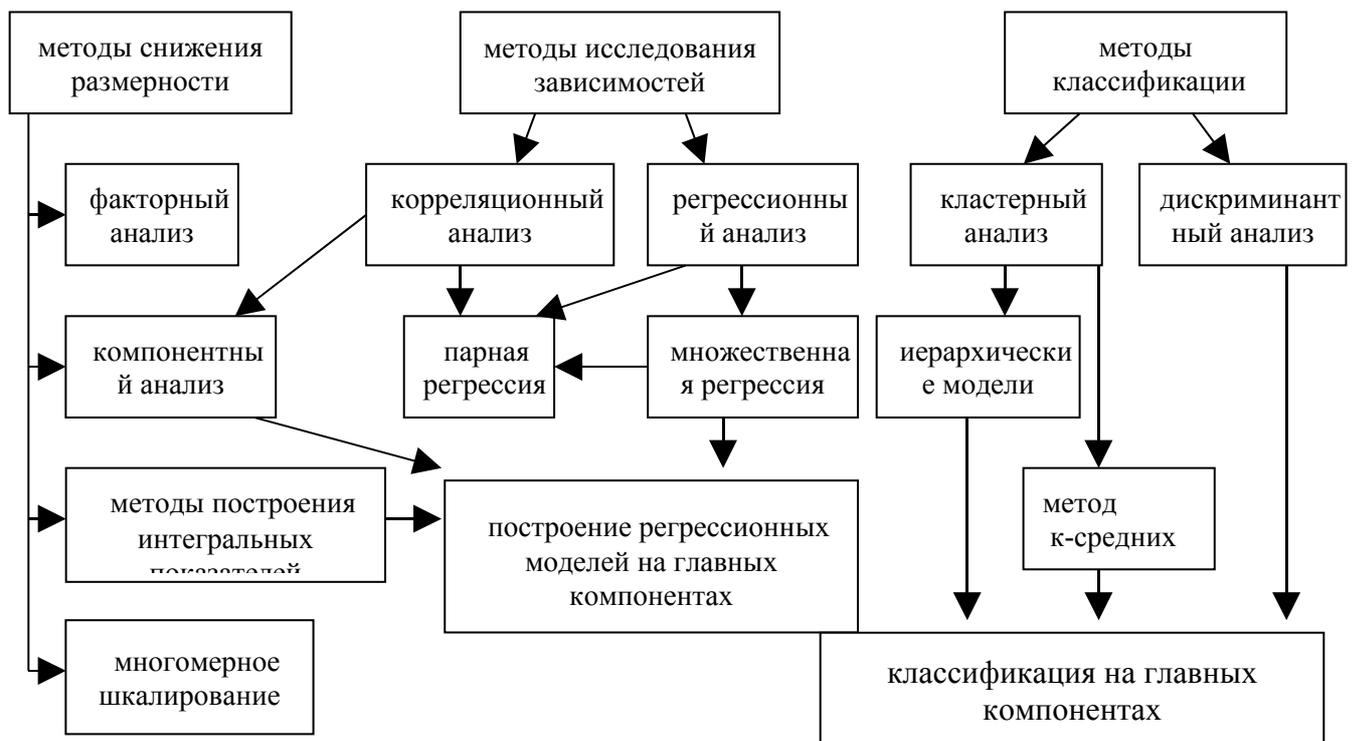 методы снижения
размерности
методы исследования
зависимостей
методы
классификации
факторный
анализ
корреляционный
анализ
регрессионны
й анализ
кластерный
анализ
дискриминант
ный анализ
компонентны
й анализ
парная
регрессия
множественна
я регрессия
иерархически
е модели
методы построения
интегральных
показателей
построение регрессионных
моделей на главных
компонентах
метод
к-средних
многомерное
шкалирование
классификация на главных
компонентах